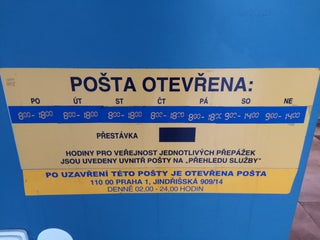 POŠTA OTEVŘENA:
PO ÚT ST ČT PÁ SO NE
8⁰⁰-18⁰⁰ 8⁰⁰-18⁰⁰ 8⁰⁰-18⁰⁰ 8⁰⁰-18⁰⁰ 8⁰⁰-18⁰⁰ 9⁰⁰-14⁰⁰ 9⁰⁰-14⁰⁰
PŘESTÁVKA
HODINY PRO VEŘEJNOST JEDNOTLIVÝCH PŘEPÁŽEK
JSOU UVEDENY UVNITŘ POŠTY NA „PŘEHLEDU SLUŽBY"
PO UZAVŘENÍ TÉTO POŠTY JE OTEVŘENA POŠTA
110 00 PRAHA 1, JINDŘIŠSKÁ 909/14
DENNĚ 02,00 - 24,00 HODIN